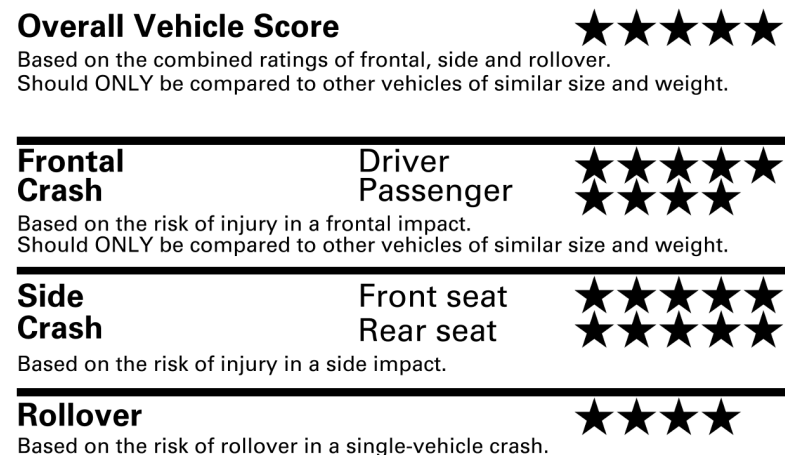 Overall Vehicle Score ★★★★★
Based on the combined ratings of frontal, side and rollover.
Should ONLY be compared to other vehicles of similar size and weight.
Frontal Driver ★★★★★
Crash Passenger ★★★★
Based on the risk of injury in a frontal impact.
Should ONLY be compared to other vehicles of similar size and weight.
Side Front seat ★★★★★
Crash Rear seat ★★★★★
Based on the risk of injury in a side impact.
Rollover ★★★★
Based on the risk of rollover in a single-vehicle crash.